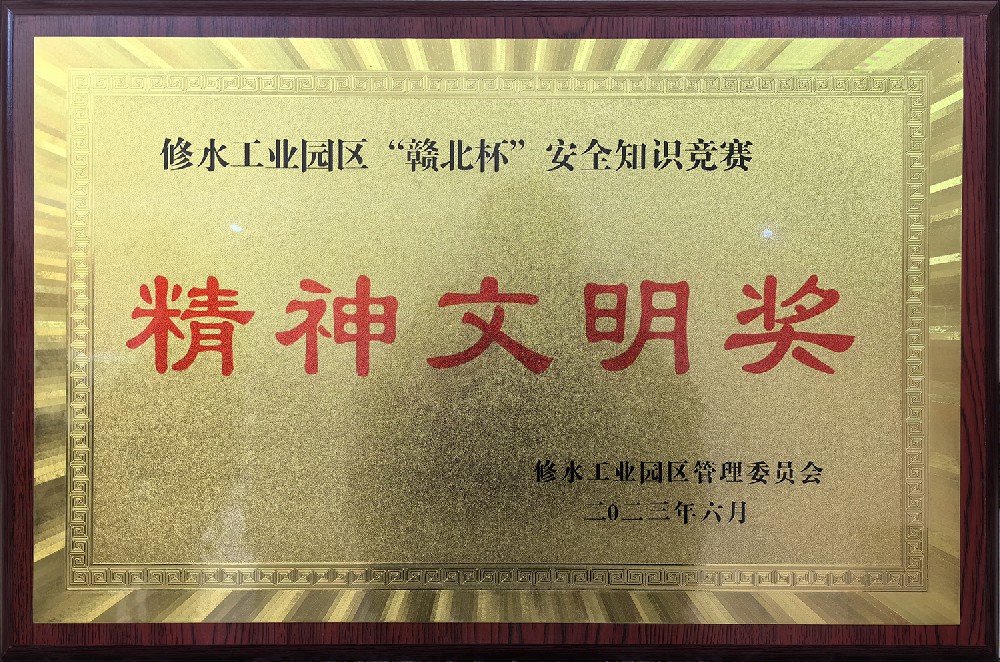 修水工业园区“赣北杯”安全知识竞赛
精神文明奖
修水工业园区管理委员会
二0二三年六月